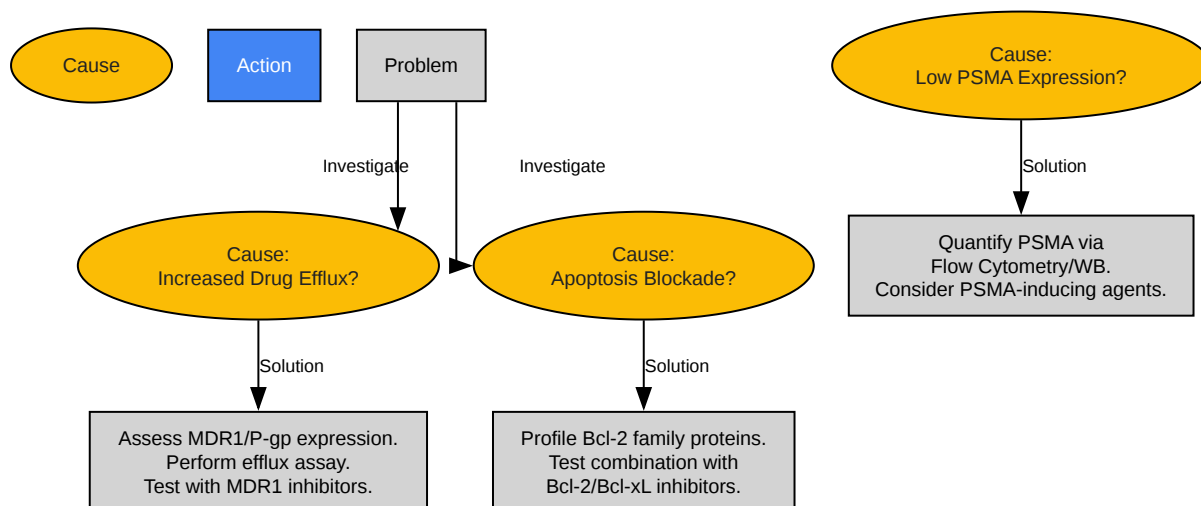 Cause
Action
Problem
Cause:
Low PSMA Expression?
Investigate
Investigate
Solution
Cause:
Increased Drug Efflux?
Cause:
Apoptosis Blockade?
Quantify PSMA via
Flow Cytometry/WB.
Consider PSMA-inducing agents.
Solution
Solution
Assess MDR1/P-gp expression.
Perform efflux assay.
Test with MDR1 inhibitors.
Profile Bcl-2 family proteins.
Test combination with
Bcl-2/Bcl-xL inhibitors.